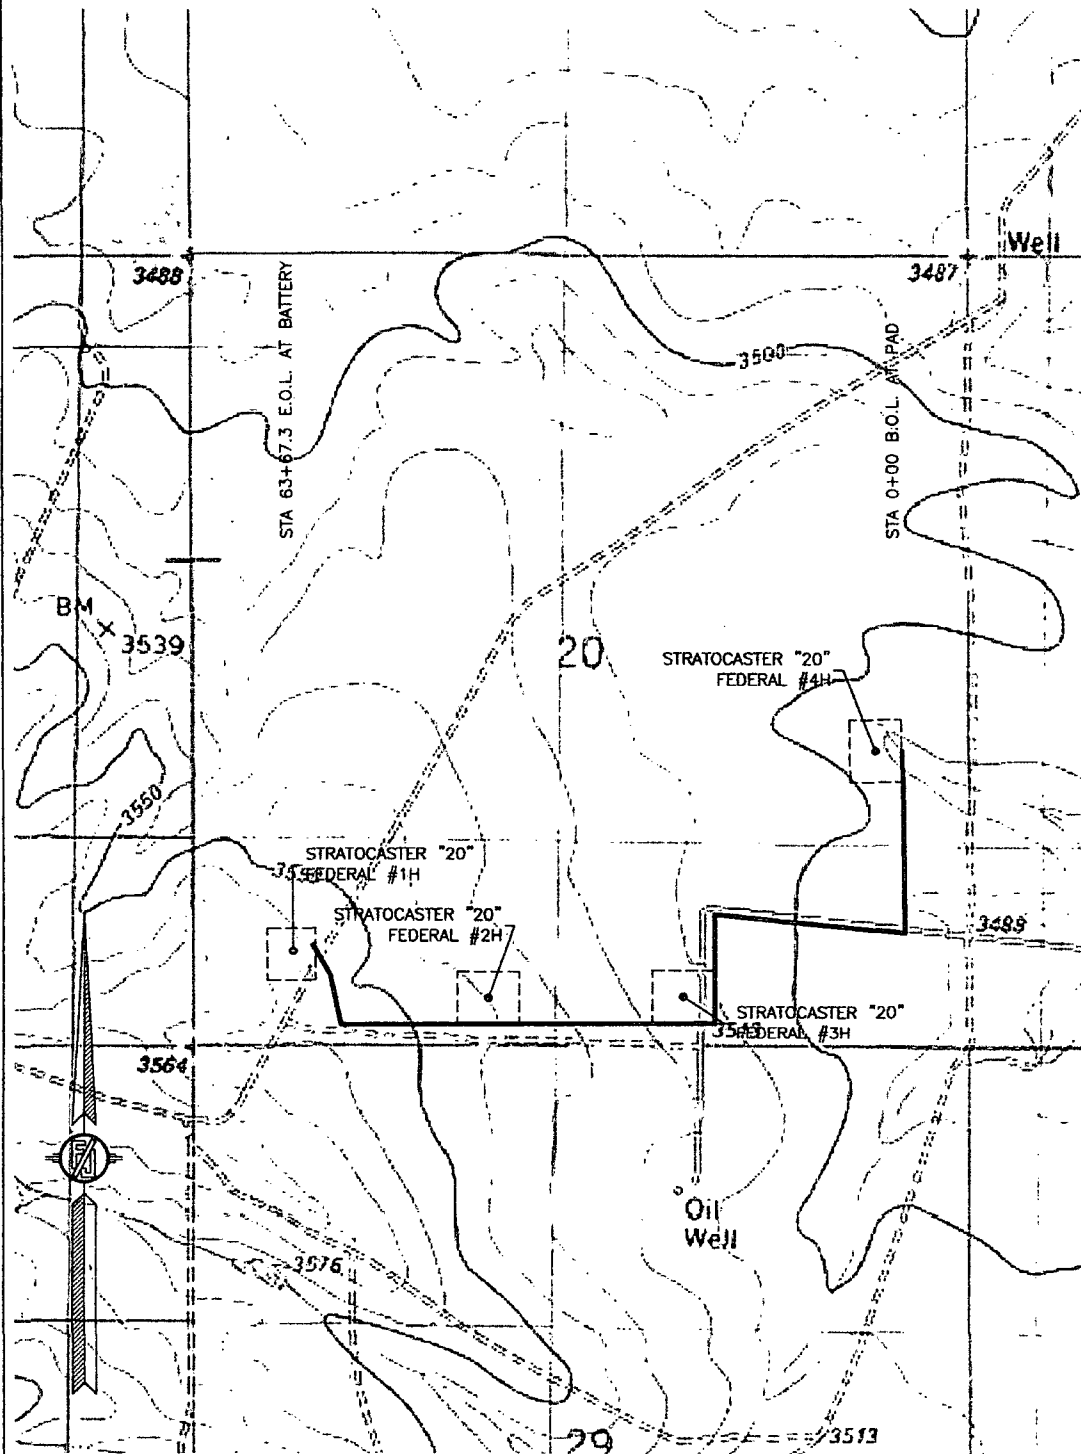 Well
3488
3487
STA 63+67.3 E.O.L. AT BATTERY
STA 0+00 B.O.L. AT PAD
3500
BM
3539
20
STRATOCASTER "20"
FEDERAL #4H
3550
STRATOCASTER "20"
FEDERAL #1H
STRATOCASTER "20"
FEDERAL #2H
3489
STRATOCASTER "20"
FEDERAL #3H
3564
Oil
Well
3576
3513
29